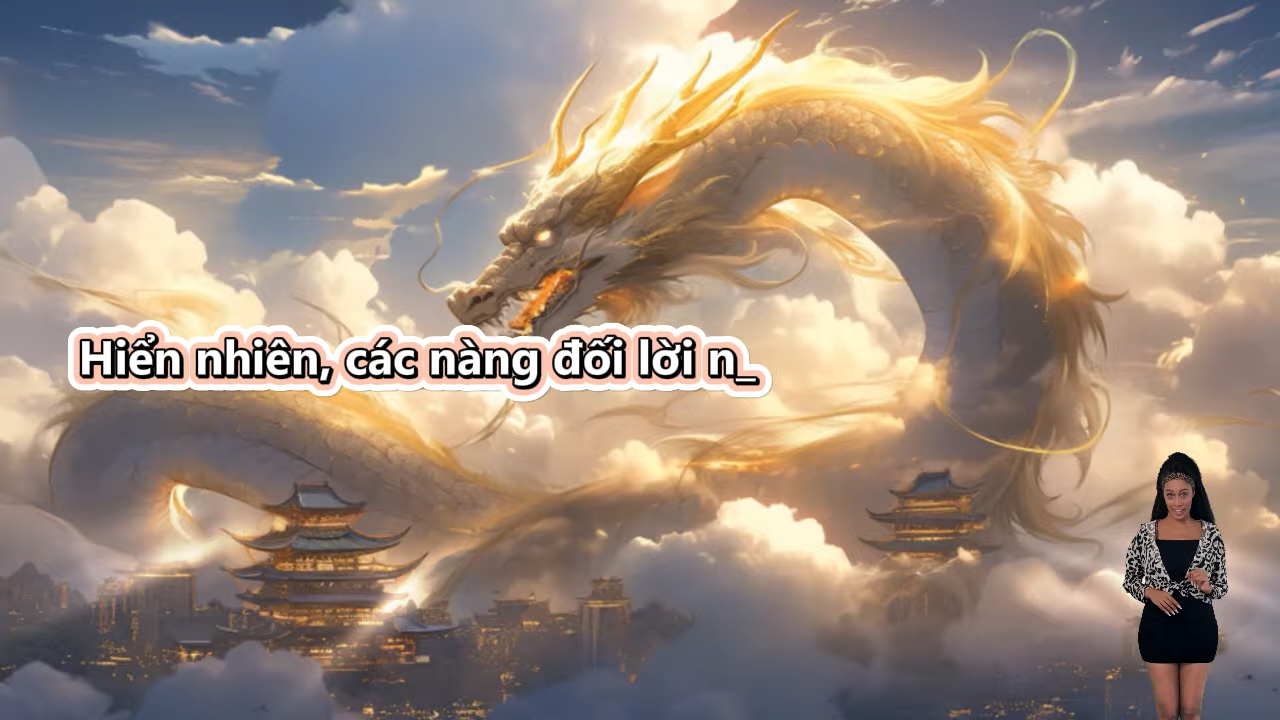 Hiển nhiên, các nàng đối lời n_